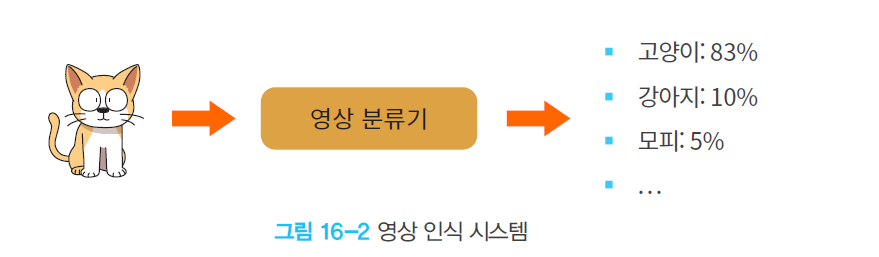 고양이: 83%
강아지: 10%
영상 분류기
모피: 5%
...
그림 16-2 영상 인식 시스템